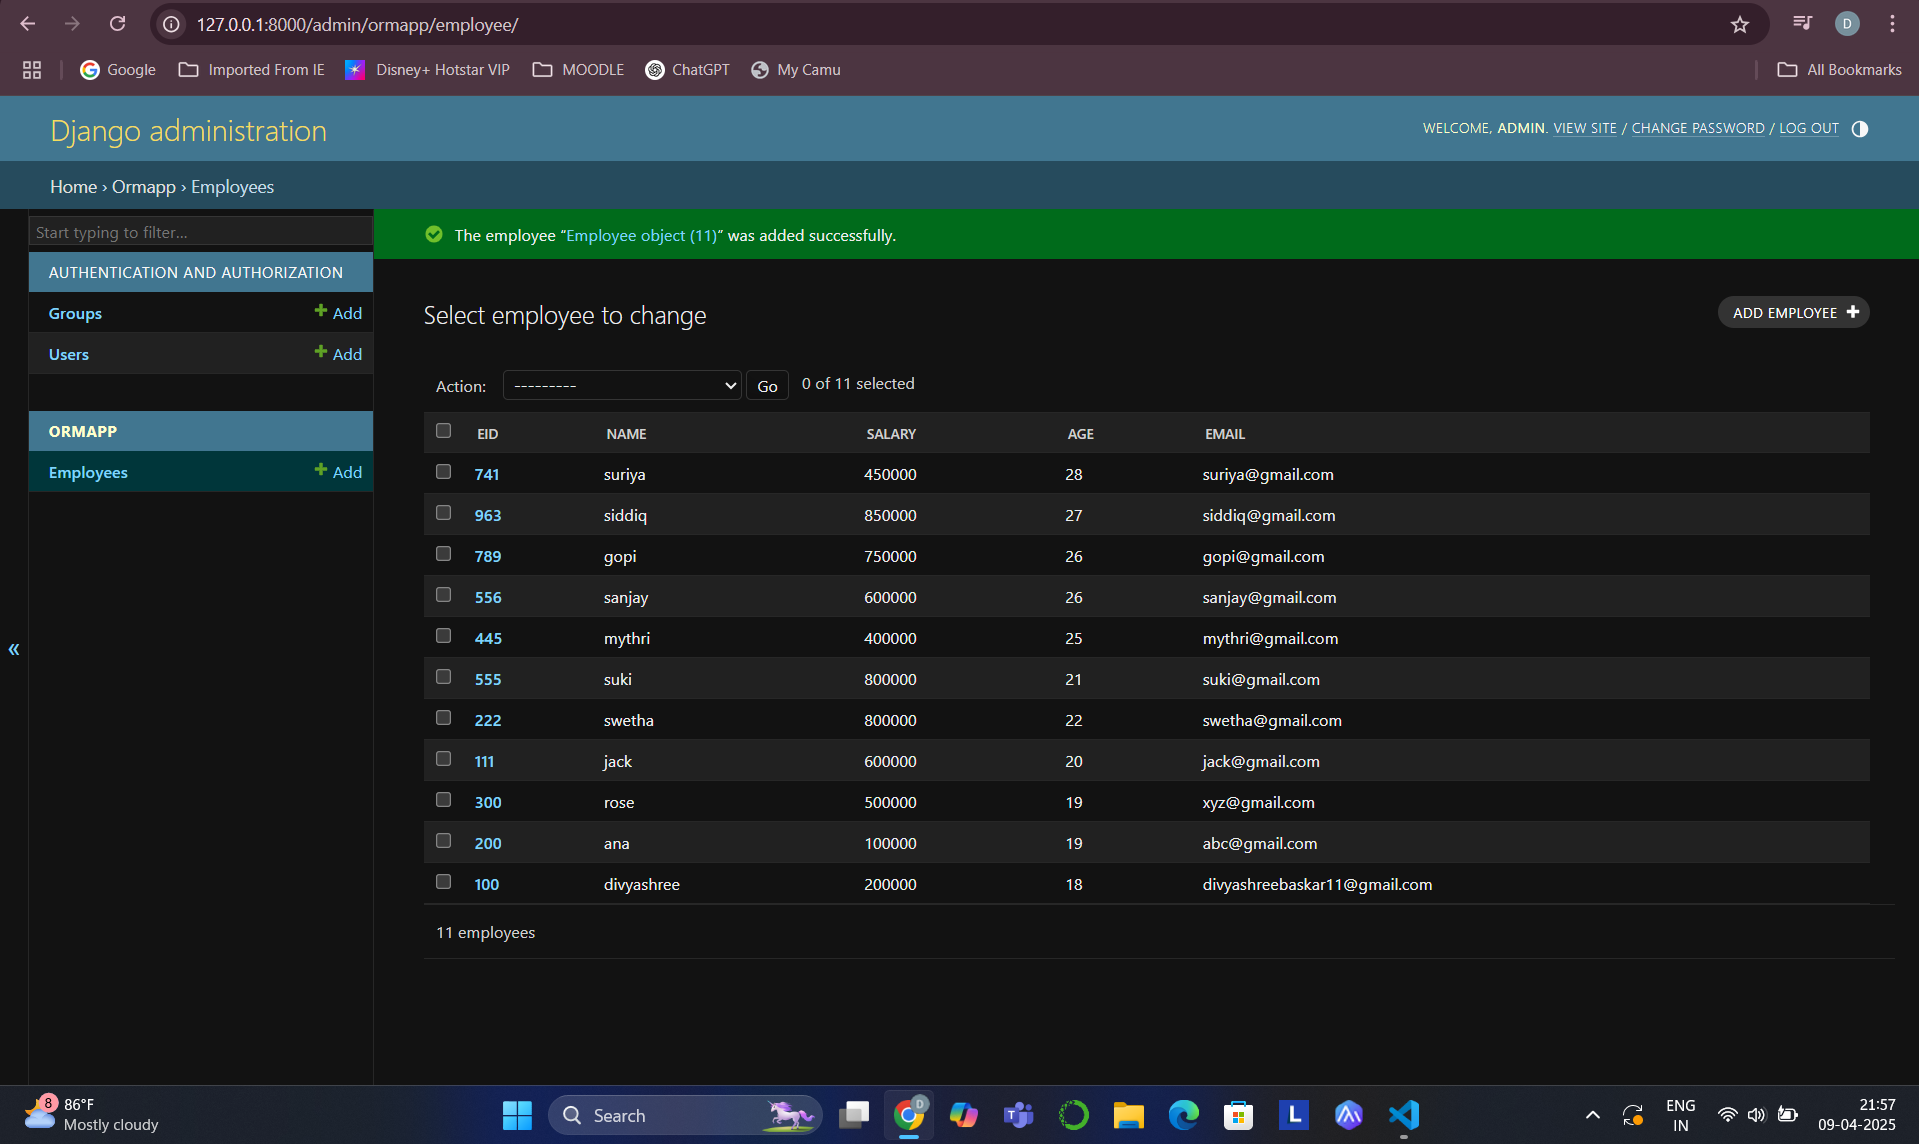 127.0.0.1:8000/admin/ormapp/employee/
D
Google Imported From IE Disney+ Hotstar VIP MOODLE ChatGPT My Camu All Bookmarks
Django administration
WELCOME, ADMIN. VIEW SITE / CHANGE PASSWORD / LOG OUT
Home › Ormapp › Employees
Start typing to filter...
The employee “Employee object (11)” was added successfully.
AUTHENTICATION AND AUTHORIZATION
Groups + Add
Users + Add
ORMAPP
Employees + Add
«
Select employee to change
ADD EMPLOYEE +
Action: --------- Go 0 of 11 selected
EID NAME SALARY AGE EMAIL
741 suriya 450000 28 suriya@gmail.com
963 siddiq 850000 27 siddiq@gmail.com
789 gopi 750000 26 gopi@gmail.com
556 sanjay 600000 26 sanjay@gmail.com
445 mythri 400000 25 mythri@gmail.com
555 suki 800000 21 suki@gmail.com
222 swetha 800000 22 swetha@gmail.com
111 jack 600000 20 jack@gmail.com
300 rose 500000 19 xyz@gmail.com
200 ana 100000 19 abc@gmail.com
100 divyashree 200000 18 divyashreebaskar11@gmail.com
11 employees
8
86°F
Mostly cloudy
Search
D
L
ENG
IN
21:57
09-04-2025